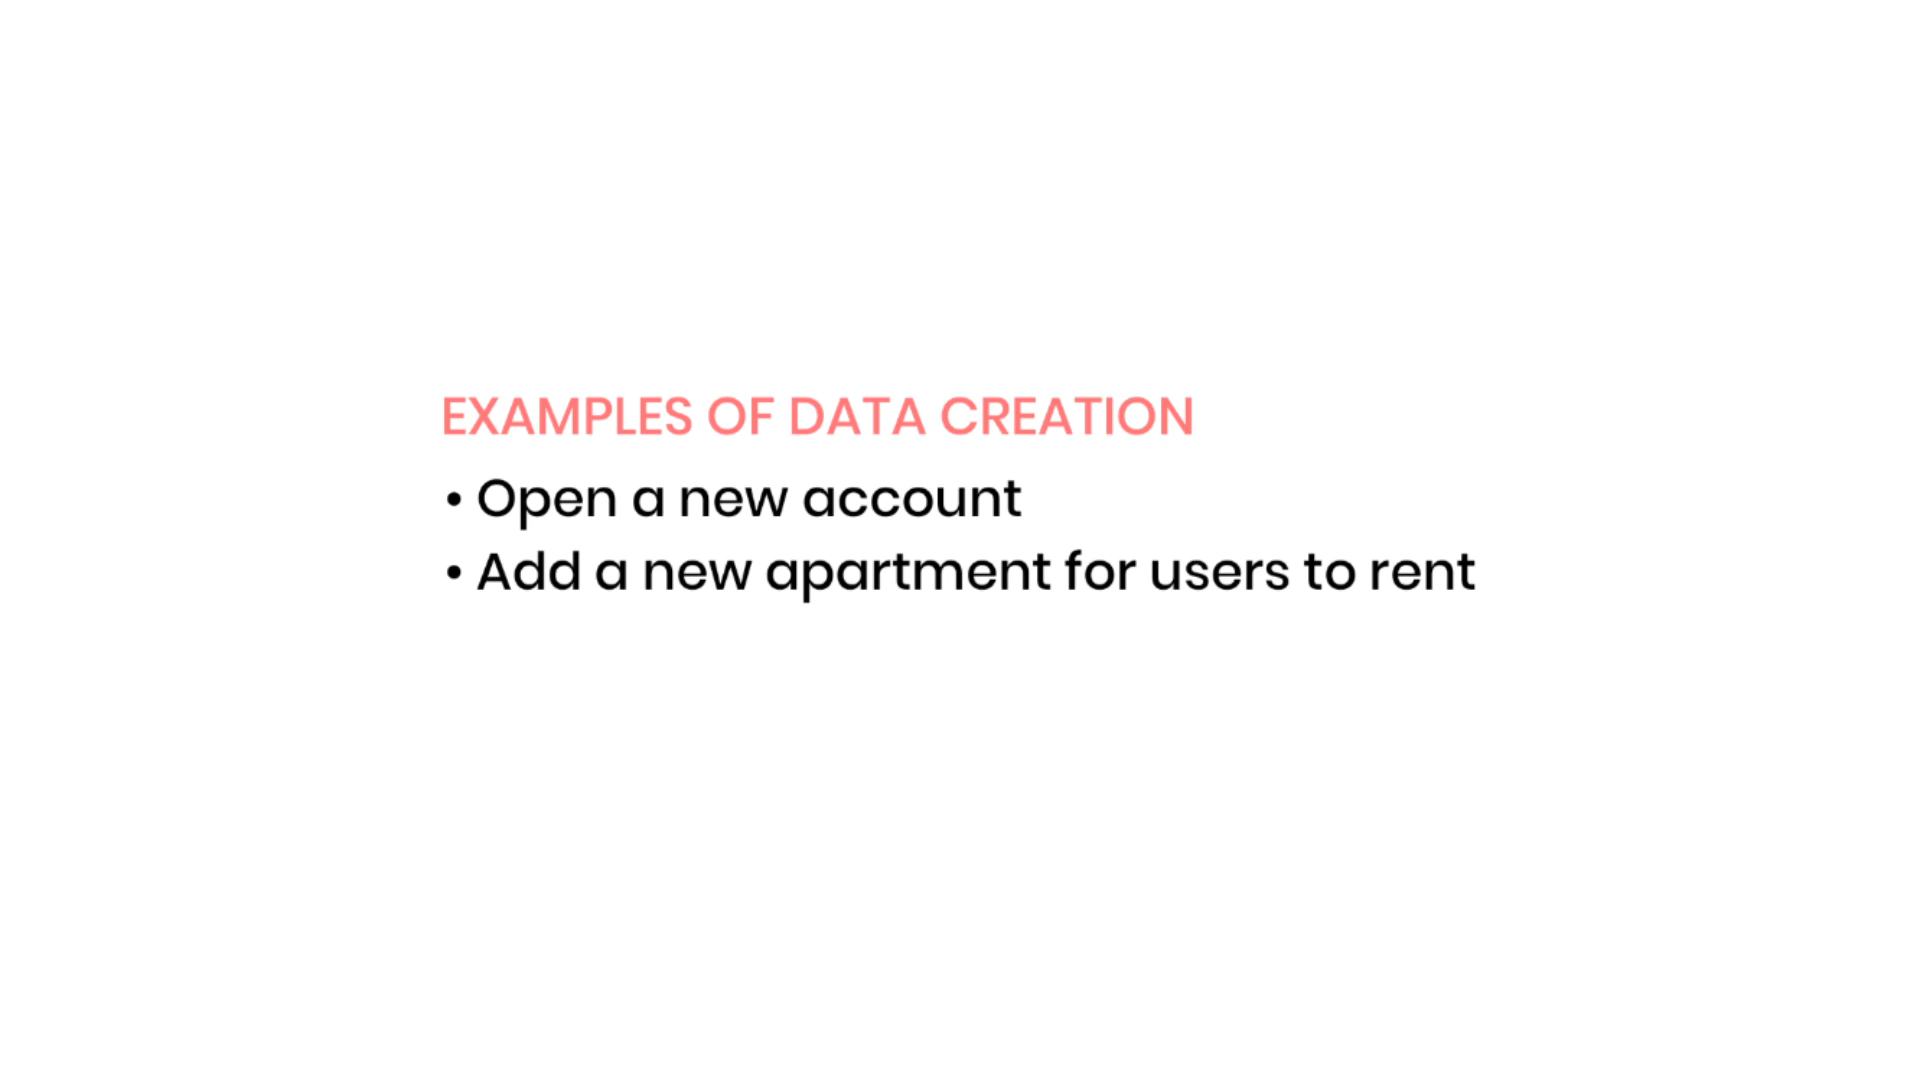 EXAMPLES OF DATA CREATION
• Open a new account
• Add a new apartment for users to rent